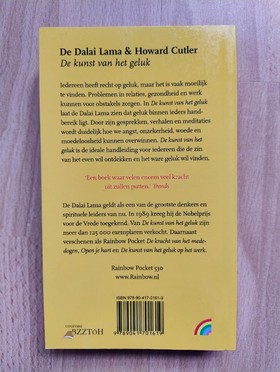 De Dalai Lama & Howard Cutler
De kunst van het geluk
Iedereen heeft recht op geluk, maar het is vaak moeilijk
te vinden. Problemen in relaties, gezondheid en werk
kunnen voor obstakels zorgen. In De kunst van het geluk
laat de Dalai Lama zien dat geluk binnen ieders hand-
bereik ligt. Door zijn gesprekken, verhalen en meditaties
wordt duidelijk hoe we angst, onzekerheid, woede en
moedeloosheid kunnen overwinnen. De kunst van het
geluk is de ideale handleiding voor iedereen die de zin
van het even wil ontdekken en het ware geluk wil vinden.
'Een boek waar velen enorm veel kracht
uit zullen putten.' Trends
De Dalai Lama geldt als een van de grootste denkers en
spirituele leiders van nu. In 1989 kreeg hij de Nobelprijs
voor de Vrede toegekend. Van De kunst van het geluk zijn
meer dan 125 000 exemplaren verkocht. Daarnaast
verschenen als Rainbow Pocket De kracht van het mede-
dogen, Open je hart en De kunst van het geluk op het werk.
Rainbow Pocket 530
www.Rainbow.nl
ISBN 978-90-417-0161-9
9 789041 701619
BZZTÔH